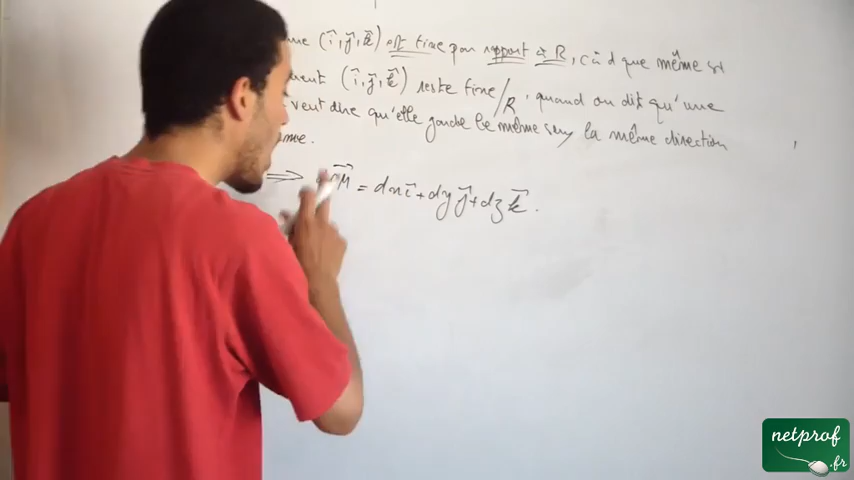 (i⃗, j⃗, k⃗) est fixe par rapport à R, c à d que même si
(i⃗, j⃗, k⃗) reste fixe/R, quand on dit qu'une
veut dire qu'elle garde le même sens la même direction
⟹ dOM⃗ = dx i⃗ + dy j⃗ + dz k⃗.
netprof
.fr